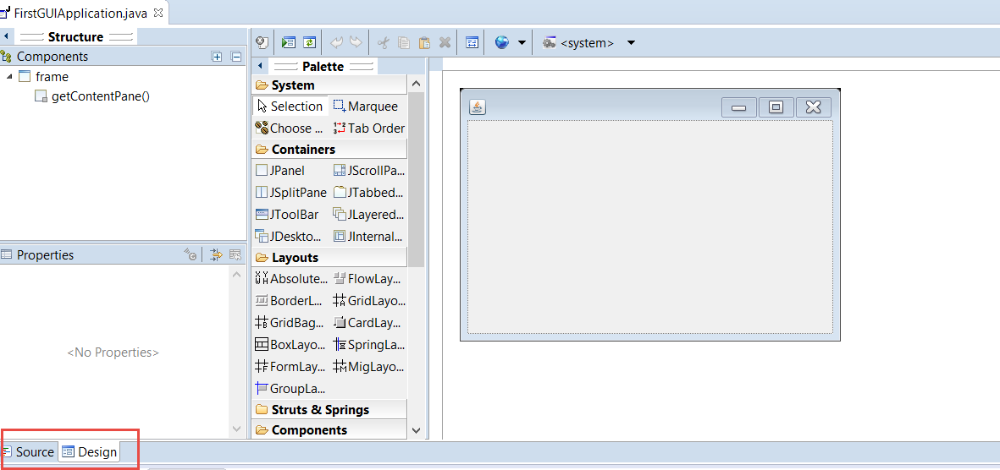 FirstGUIApplication.java
Structure
Components
frame
getContentPane()
Properties
<No Properties>
Source Design
<system>
Palette
System
Selection Marquee
Choose ... Tab Order
Containers
JPanel JScrollPa...
JSplitPane JTabbed...
JToolBar JLayered...
JDeskto... JInternal...
Layouts
Absolute... FlowLay...
BorderL... GridLayo...
GridBag... CardLay...
BoxLayo... SpringLa...
FormLay... MigLayo...
GroupLa...
Struts & Springs
Components